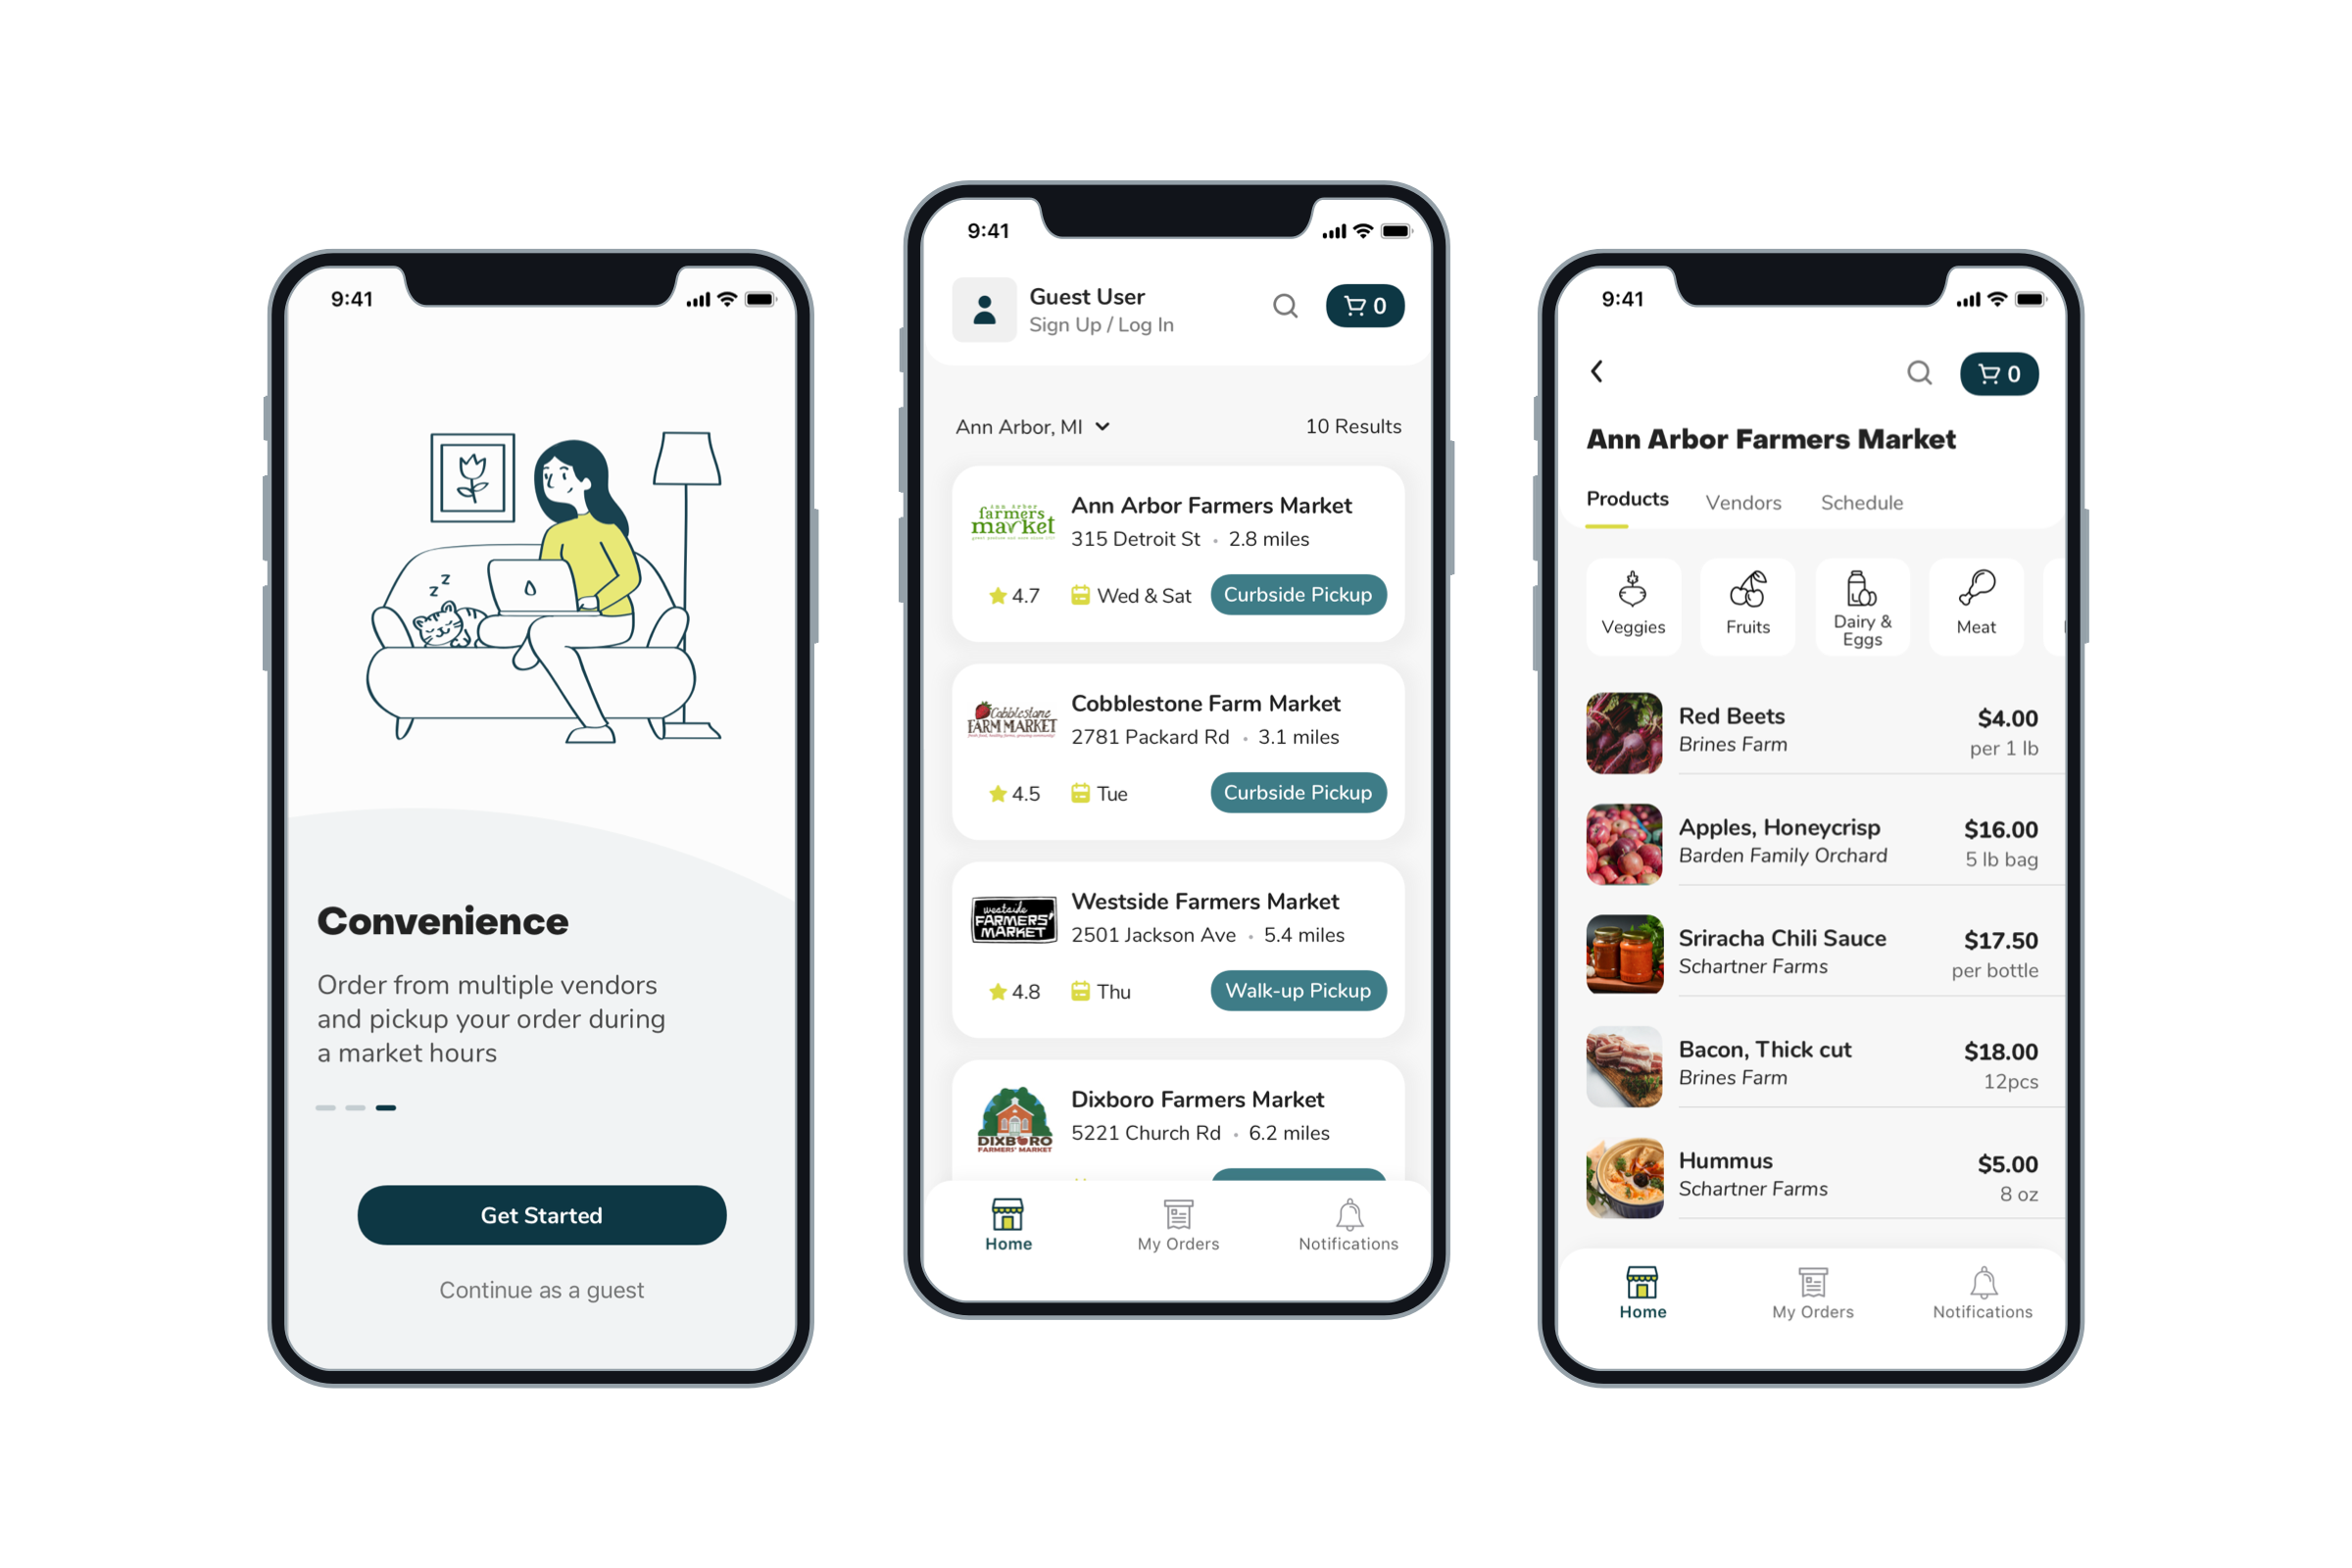 9:41
z
z
Convenience
Order from multiple vendors
and pickup your order during
a market hours
Get Started
Continue as a guest
9:41
Guest User
Sign Up / Log In
0
Ann Arbor, MI
10 Results
ann arbor
farmers
market
Ann Arbor Farmers Market
315 Detroit St • 2.8 miles
4.7
Wed & Sat
Curbside Pickup
Cobblestone
FARM MARKET
Cobblestone Farm Market
2781 Packard Rd • 3.1 miles
4.5
Tue
Curbside Pickup
westside
FARMERS'
MARKET
Westside Farmers Market
2501 Jackson Ave • 5.4 miles
4.8
Thu
Walk-up Pickup
DIXBORO
FARMERS' MARKET
Dixboro Farmers Market
5221 Church Rd • 6.2 miles
Home
My Orders
Notifications
9:41
0
Ann Arbor Farmers Market
Products
Vendors
Schedule
Veggies
Fruits
Dairy &
Eggs
Meat
Red Beets
Brines Farm
$4.00
per 1 lb
Apples, Honeycrisp
Barden Family Orchard
$16.00
5 lb bag
Sriracha Chili Sauce
Schartner Farms
$17.50
per bottle
Bacon, Thick cut
Brines Farm
$18.00
12pcs
Hummus
Schartner Farms
$5.00
8 oz
Home
My Orders
Notifications